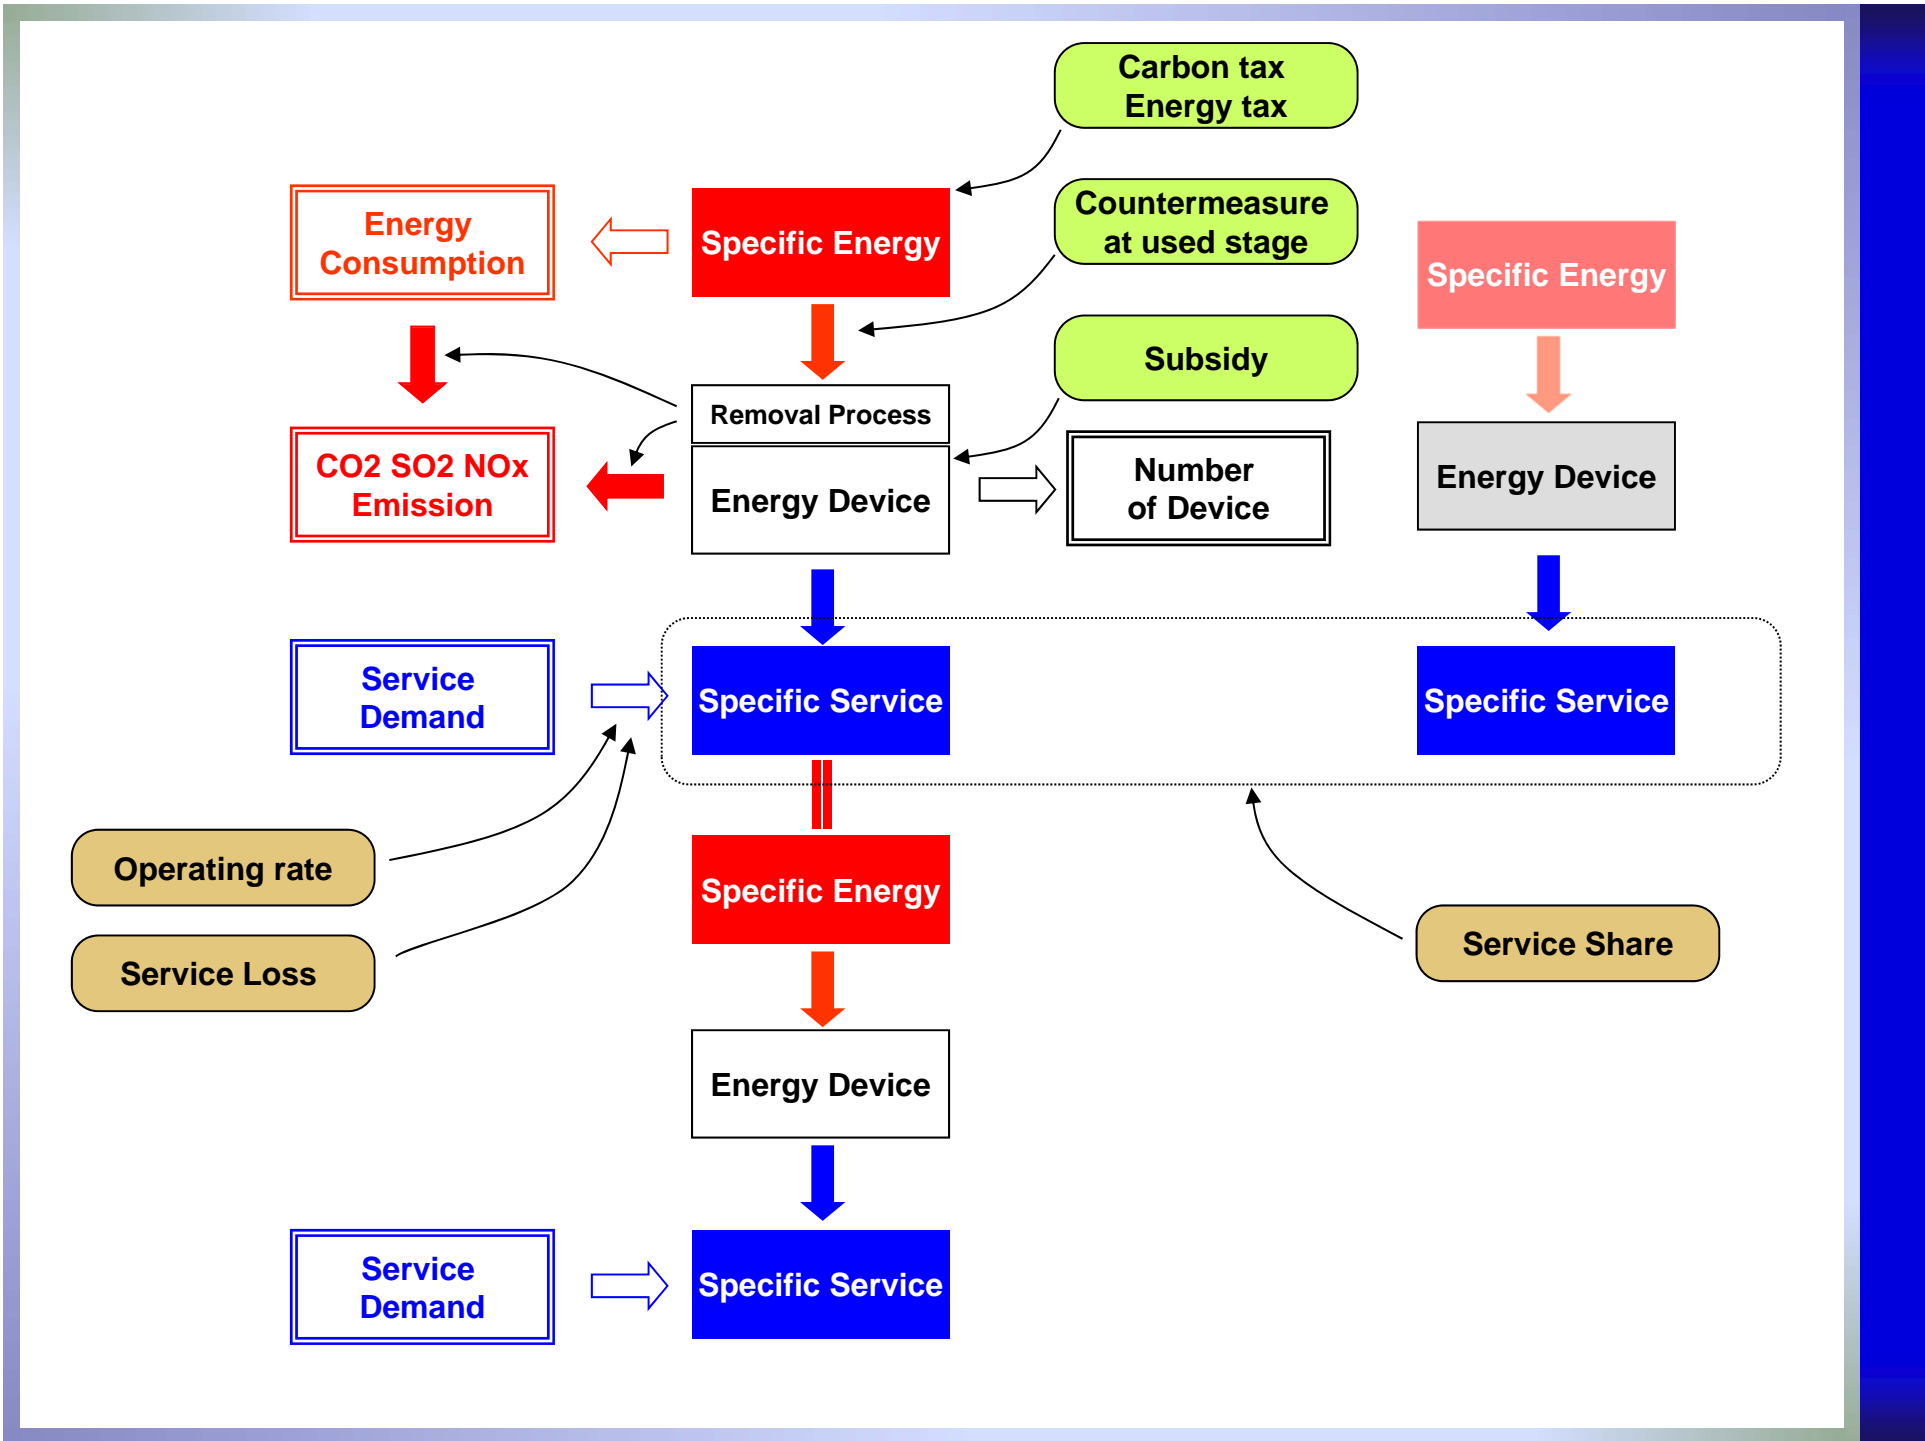 Carbon tax
Energy tax
Energy
Consumption
Specific Energy
Countermeasure
at used stage
Specific Energy
Subsidy
Removal Process
CO2 SO2 NOx
Emission
Energy Device
Number
of Device
Energy Device
Service
Demand
Specific Service
Specific Service
Operating rate
Specific Energy
Service Loss
Service Share
Energy Device
Service
Demand
Specific Service